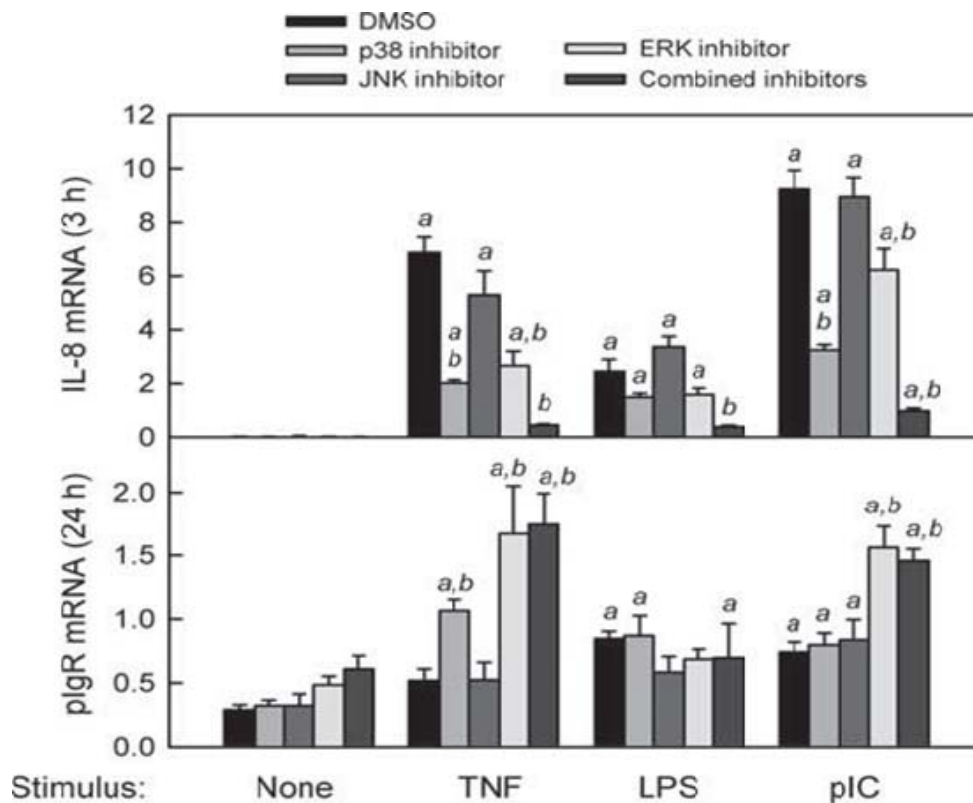 DMSO
p38 inhibitor
ERK inhibitor
JNK inhibitor
Combined inhibitors
IL-8 mRNA (3 h)
12
10
8
6
4
2
0
a
a
b
a
a,b
b
a
a
a
a
b
a
a
b
a
a,b
a,b
pIgR mRNA (24 h)
2.0
1.5
1.0
0.5
0.0
a,b
a,b
a,b
a
a
a
a
a
a
a,b
a,b
Stimulus: None TNF LPS pIC